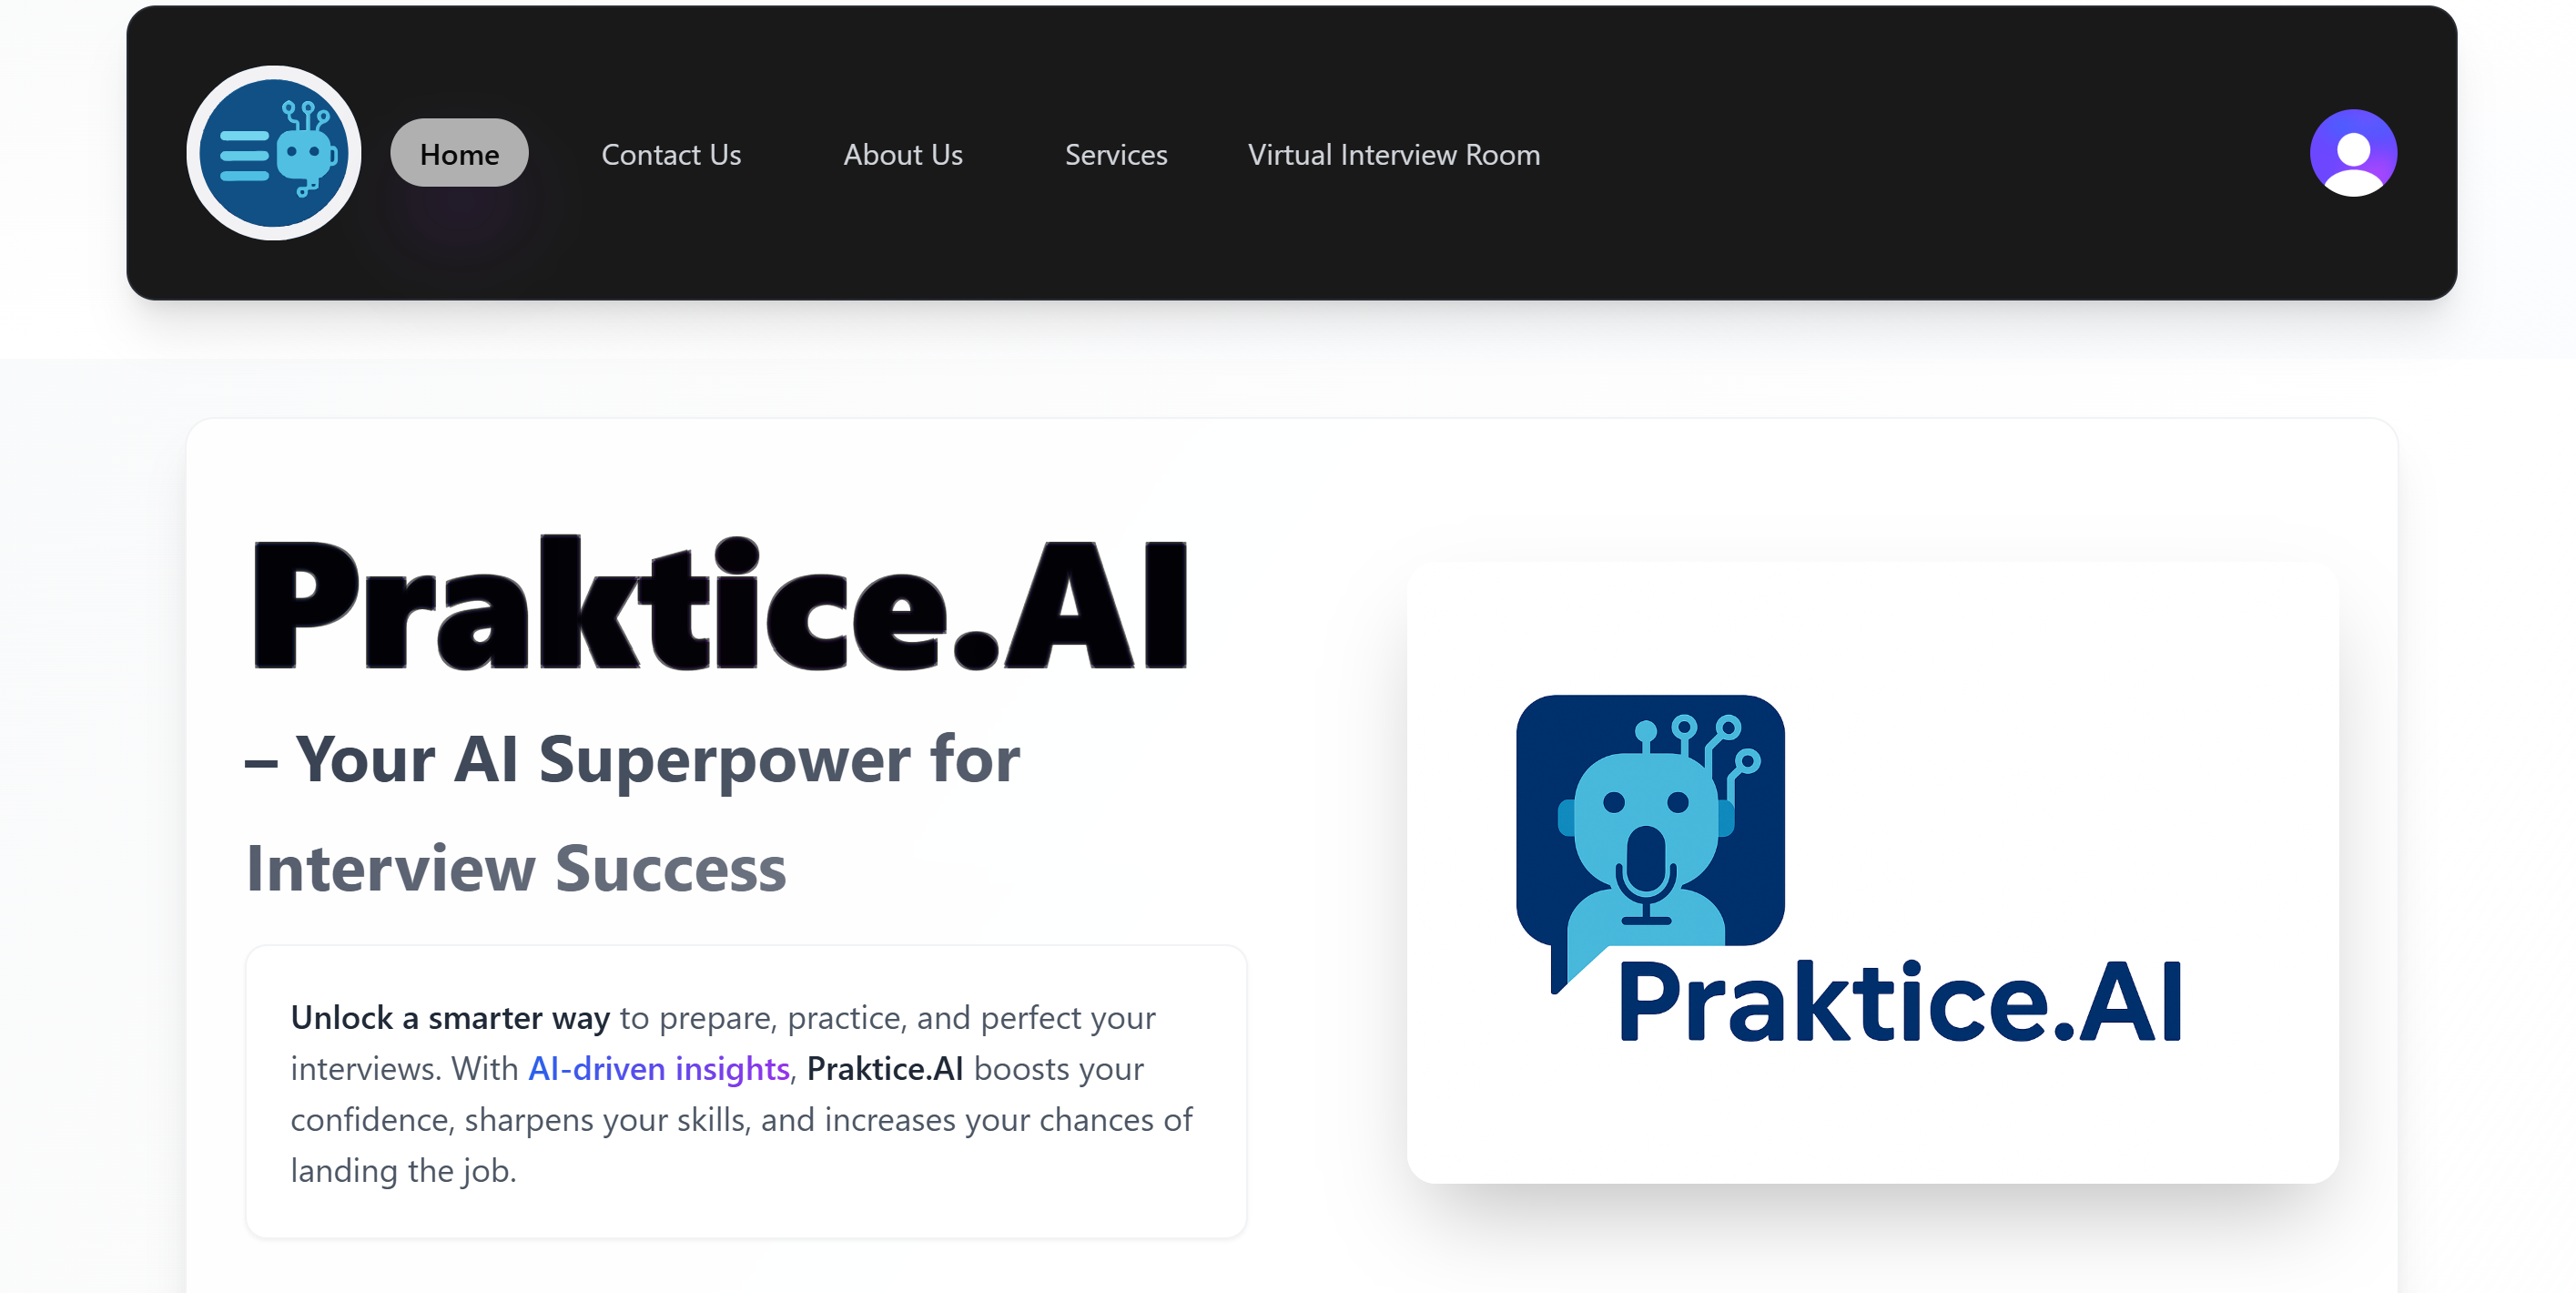 Home Contact Us About Us Services Virtual Interview Room
Praktice.AI
– Your AI Superpower for
Interview Success
Unlock a smarter way to prepare, practice, and perfect your
interviews. With AI-driven insights, Praktice.AI boosts your
confidence, sharpens your skills, and increases your chances of
landing the job.
Praktice.AI